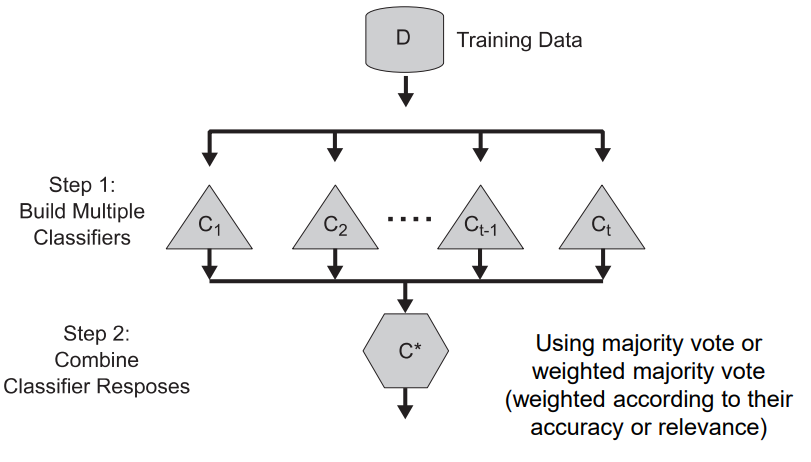 D
Training Data
Step 1:
Build Multiple
Classifiers
C1
C2
....
Ct-1
Ct
Step 2:
Combine
Classifier Resposes
C*
Using majority vote or
weighted majority vote
(weighted according to their
accuracy or relevance)